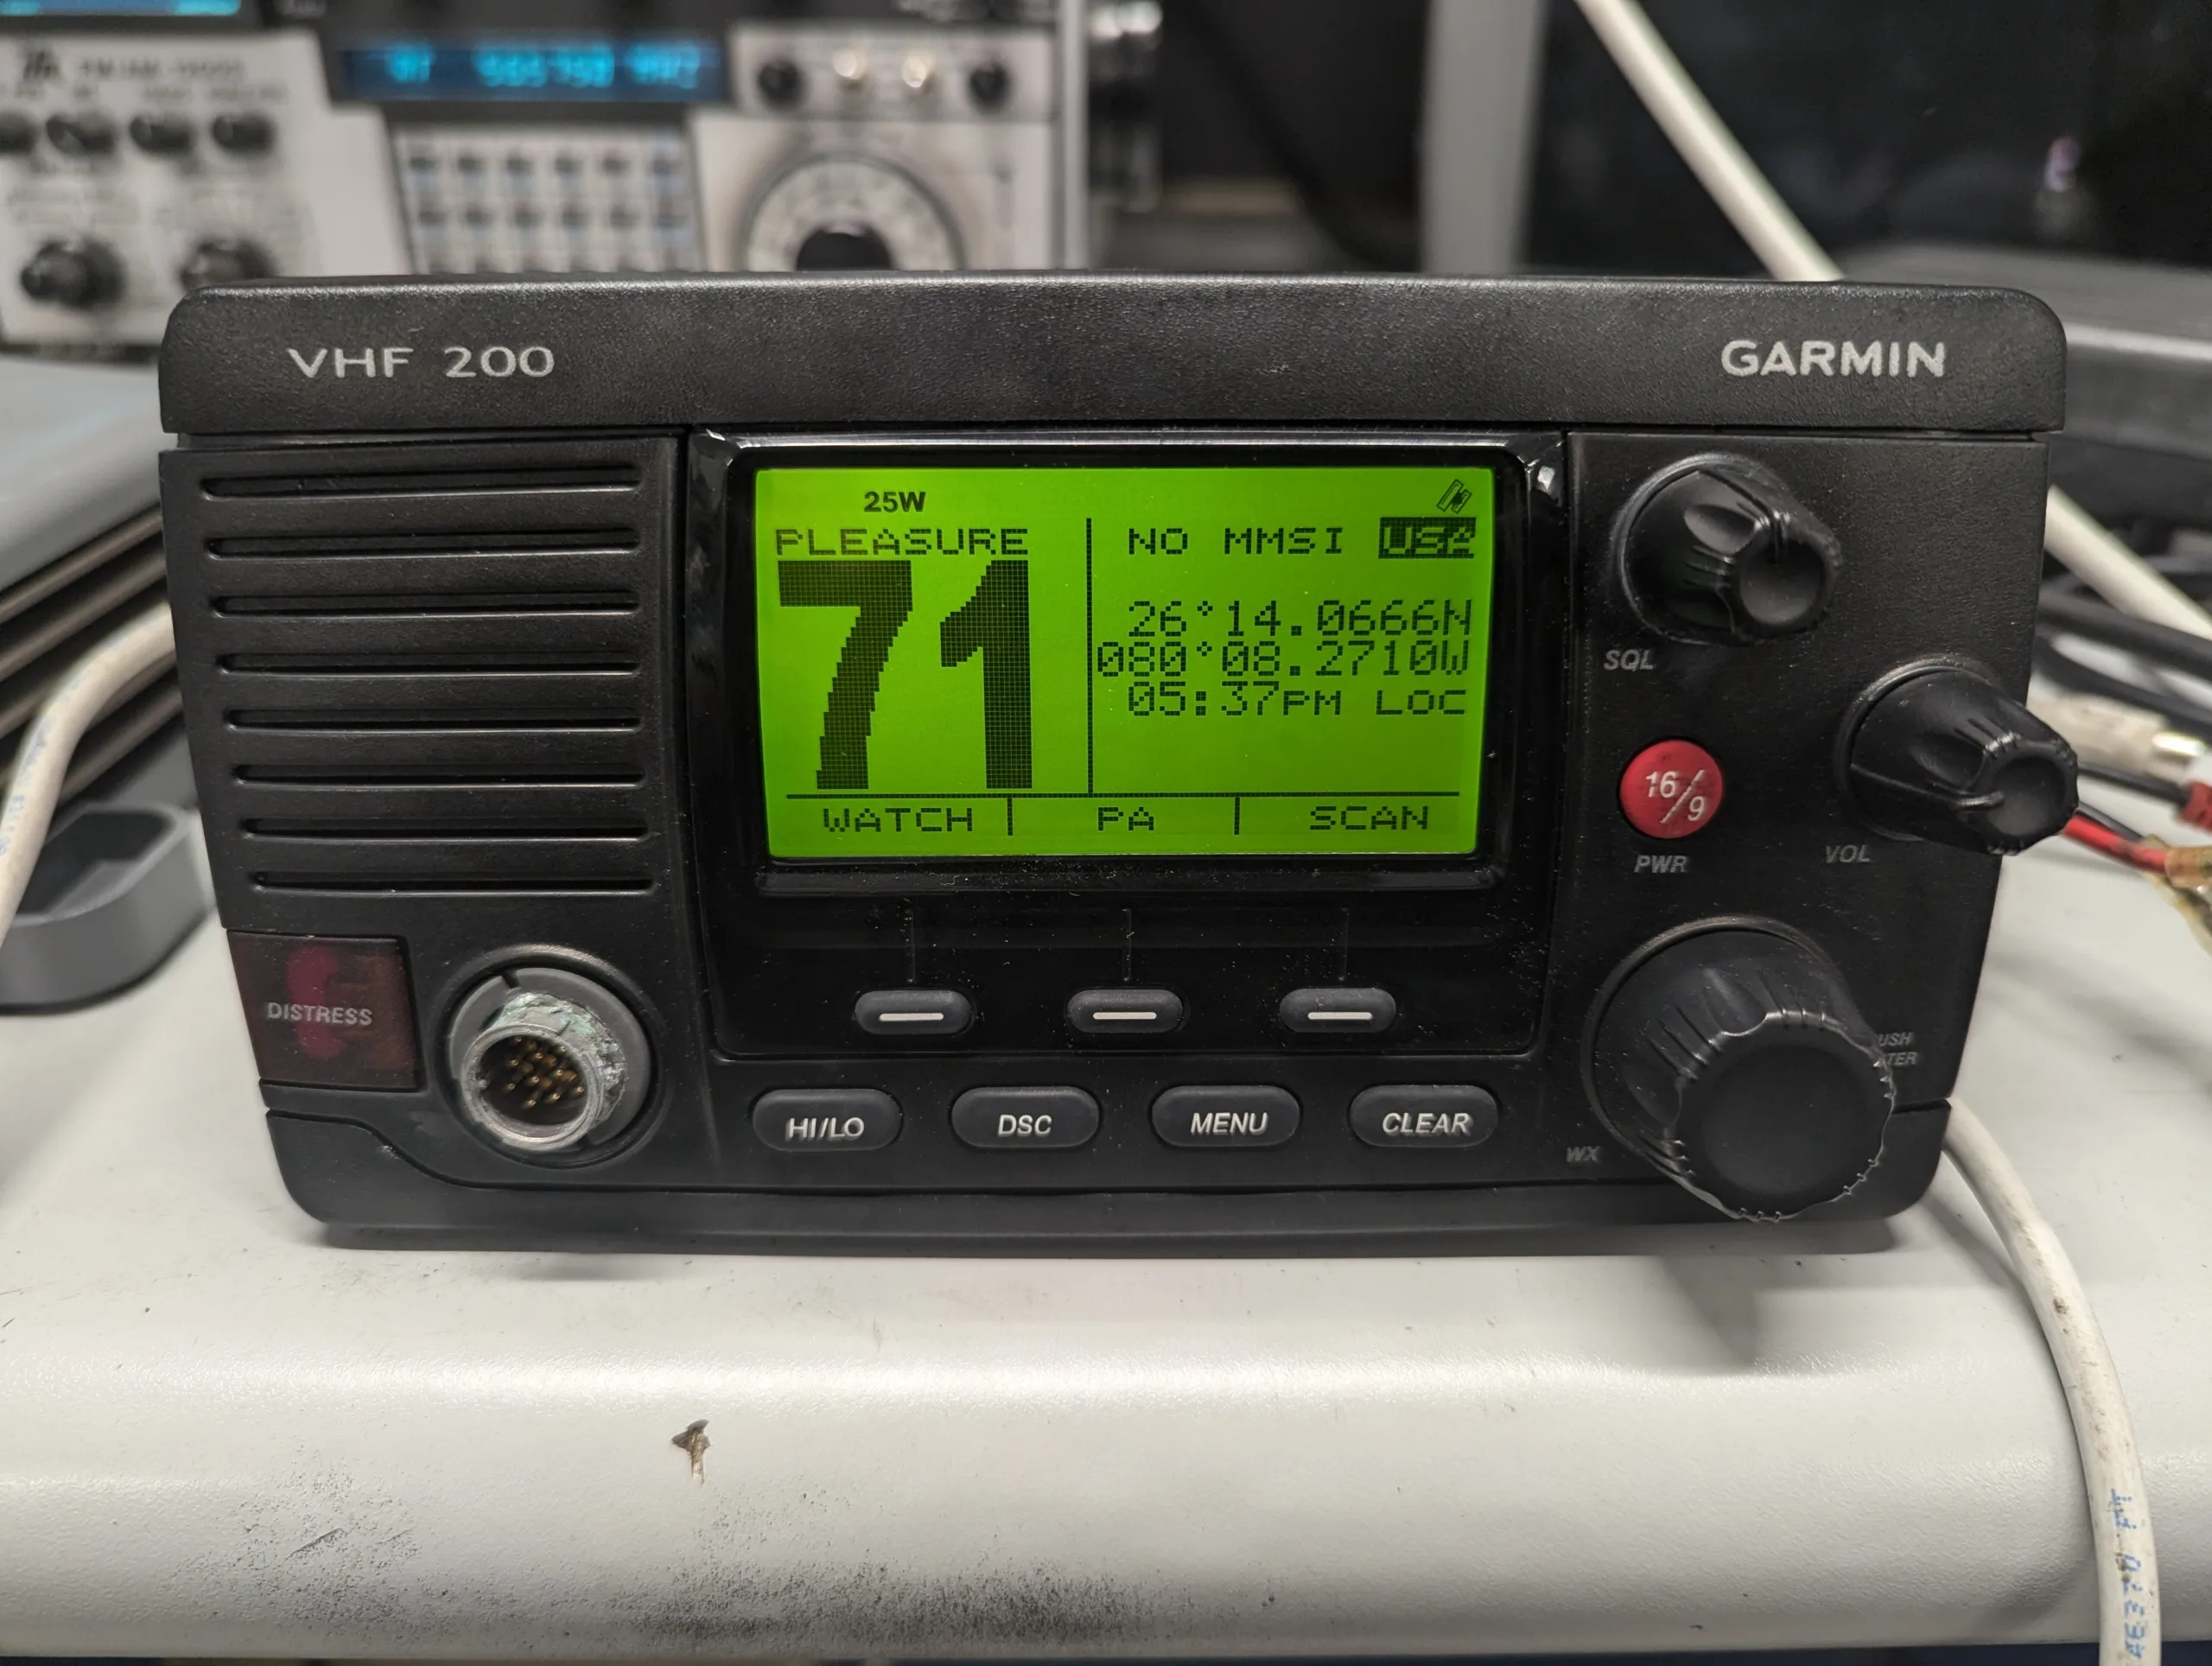 VHF 200
GARMIN
25W
PLEASURE
NO MMSI USA
71
26°14.0666N
080°08.2710W
05:37PM LOC
WATCH
PA
SCAN
SQL
16/9
PWR
VOL
DISTRESS
HI/LO
DSC
MENU
CLEAR
WX